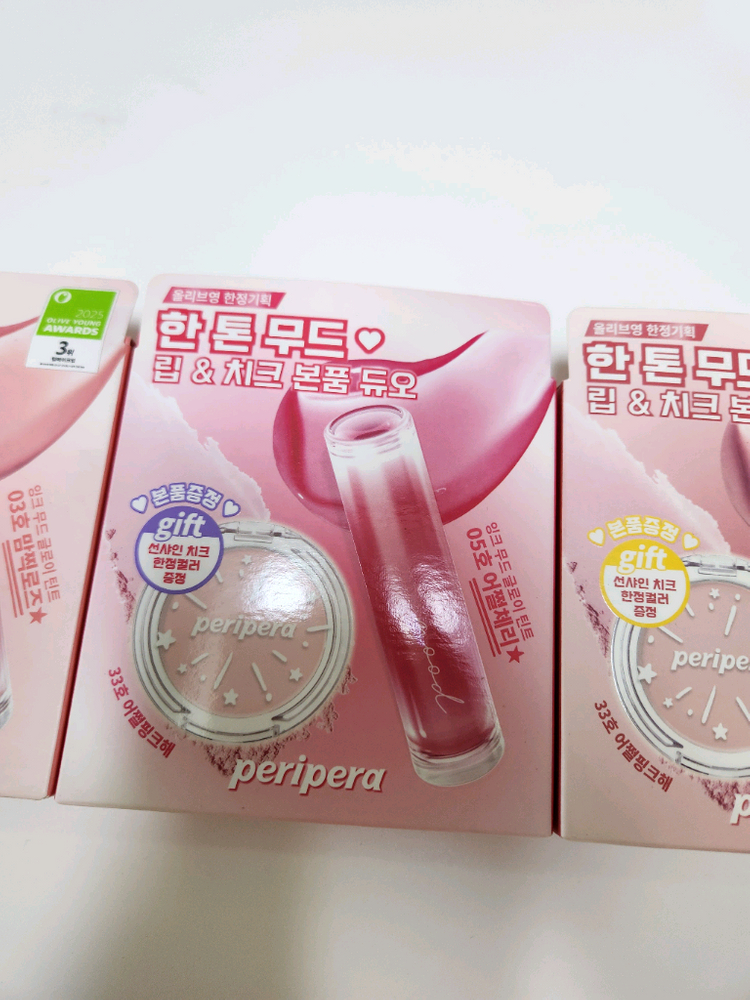 2025
OLIVE YOUNG
AWARDS
3위
잉크 무드 글로이 틴트
03호 맘찍로즈★
올리브영 한정기획
한 톤 무드♡
립 & 치크 본품 듀오
♡본품증정♡
gift
선샤인 치크
한정컬러
증정
peripera
33호 어쩔핑크해
잉크 무드 글로이 틴트
05호 어쩔체리★
mood
peripera
올리브영 한정기획
한 톤 무드
립 & 치크 본
♡본품증정♡
gift
선샤인 치크
한정컬러
증정
peripe
33호 어쩔핑크해
p